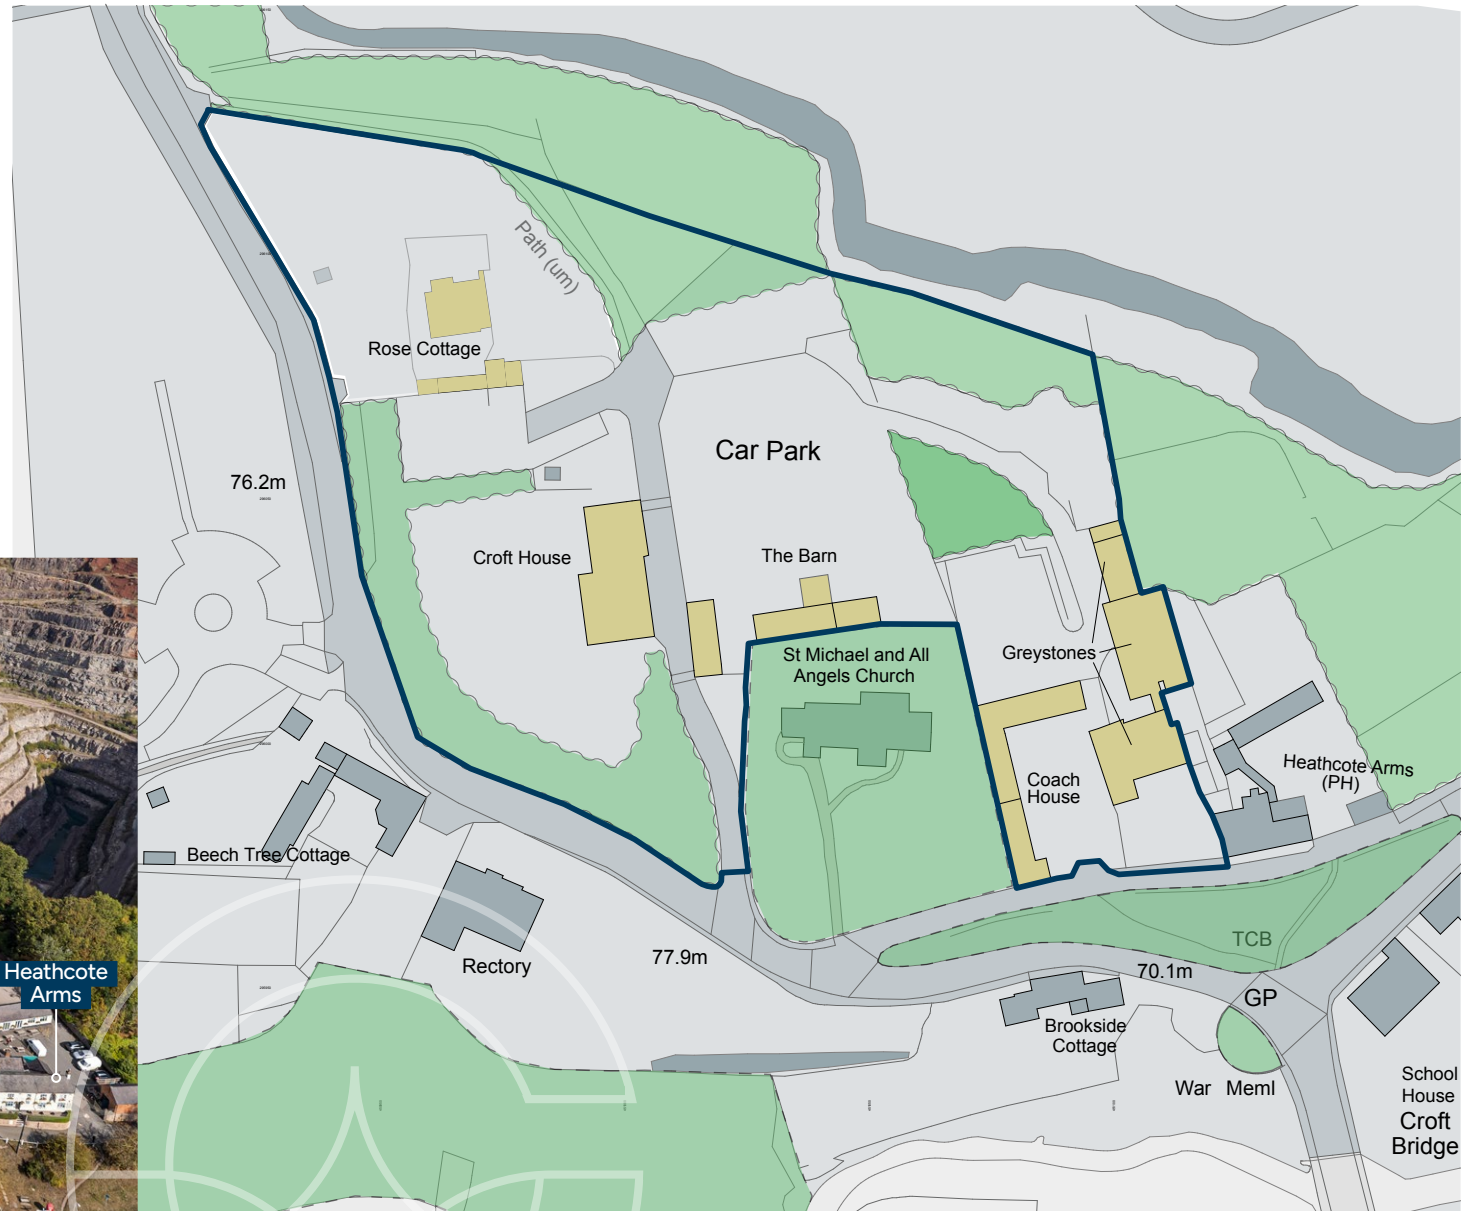 Path (um)
Rose Cottage
76.2m
Car Park
Croft House
The Barn
St Michael and All
Angels Church
Greystones
Coach
House
Heathcote Arms
(PH)
Beech Tree Cottage
Rectory
77.9m
TCB
70.1m
GP
Heathcote
Arms
Brookside
Cottage
War Meml
School
House
Croft
Bridge